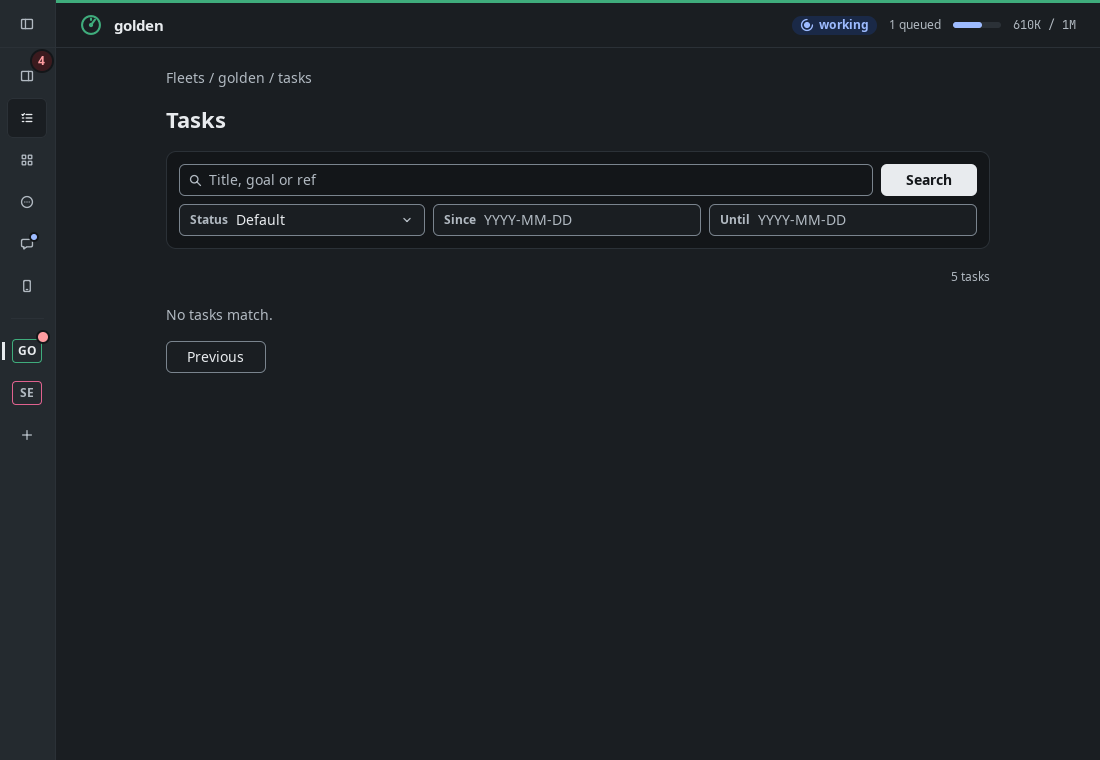 golden
working
1 queued
610K / 1M
4
Fleets / golden / tasks
Tasks
Title, goal or ref
Search
Status Default
Since YYYY-MM-DD
Until YYYY-MM-DD
5 tasks
No tasks match.
Previous
GO
SE